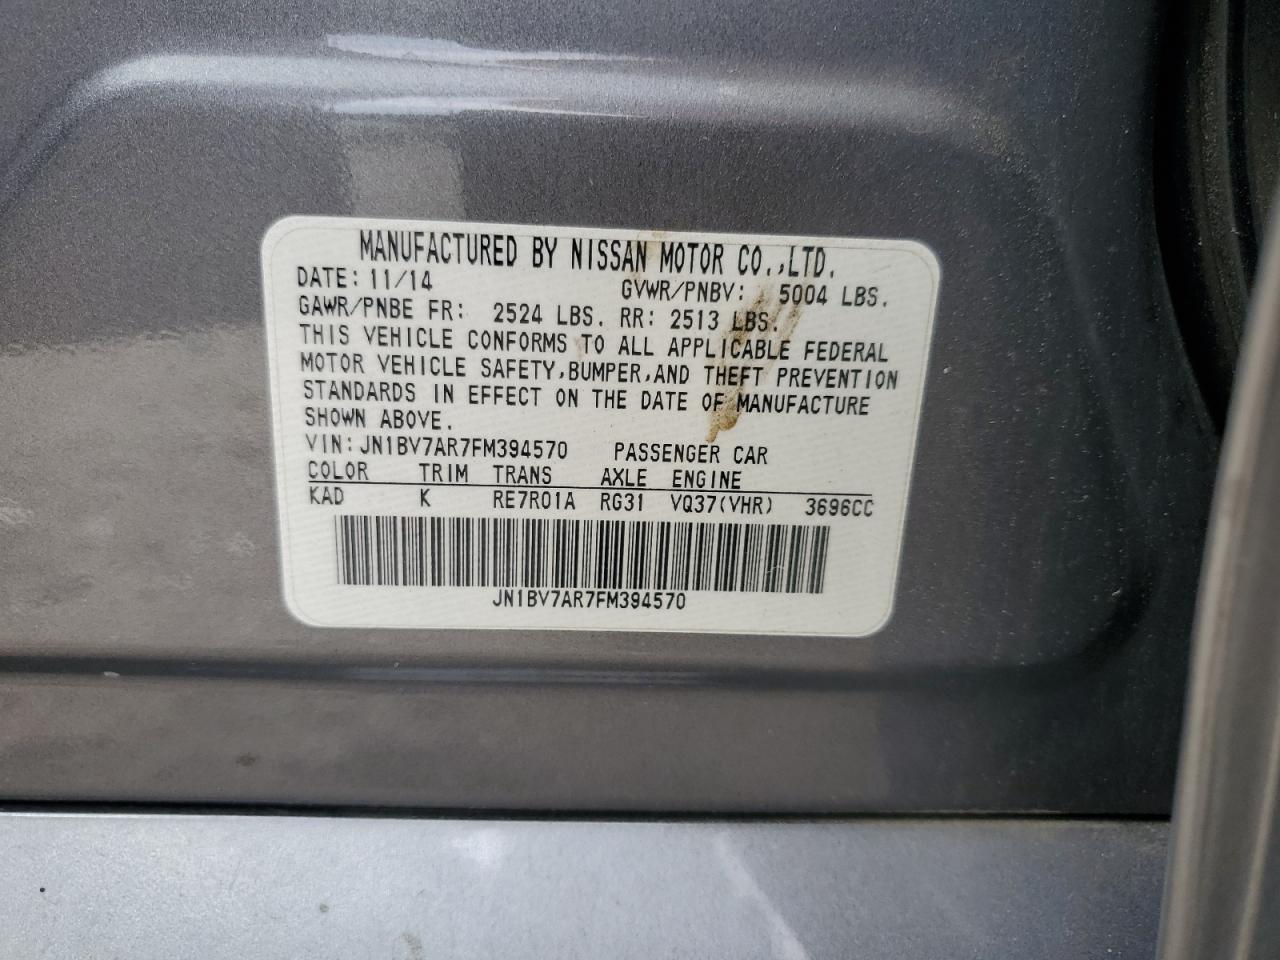 MANUFACTURED BY NISSAN MOTOR CO.,LTD.
DATE: 11/14 GVWR/PNBV: 5004 LBS.
GAWR/PNBE FR: 2524 LBS. RR: 2513 LBS.
THIS VEHICLE CONFORMS TO ALL APPLICABLE FEDERAL
MOTOR VEHICLE SAFETY,BUMPER,AND THEFT PREVENTION
STANDARDS IN EFFECT ON THE DATE OF MANUFACTURE
SHOWN ABOVE.
VIN: JN1BV7AR7FM394570 PASSENGER CAR
COLOR TRIM TRANS AXLE ENGINE
KAD K RE7R01A RG31 VQ37(VHR) 3696CC
JN1BV7AR7FM394570